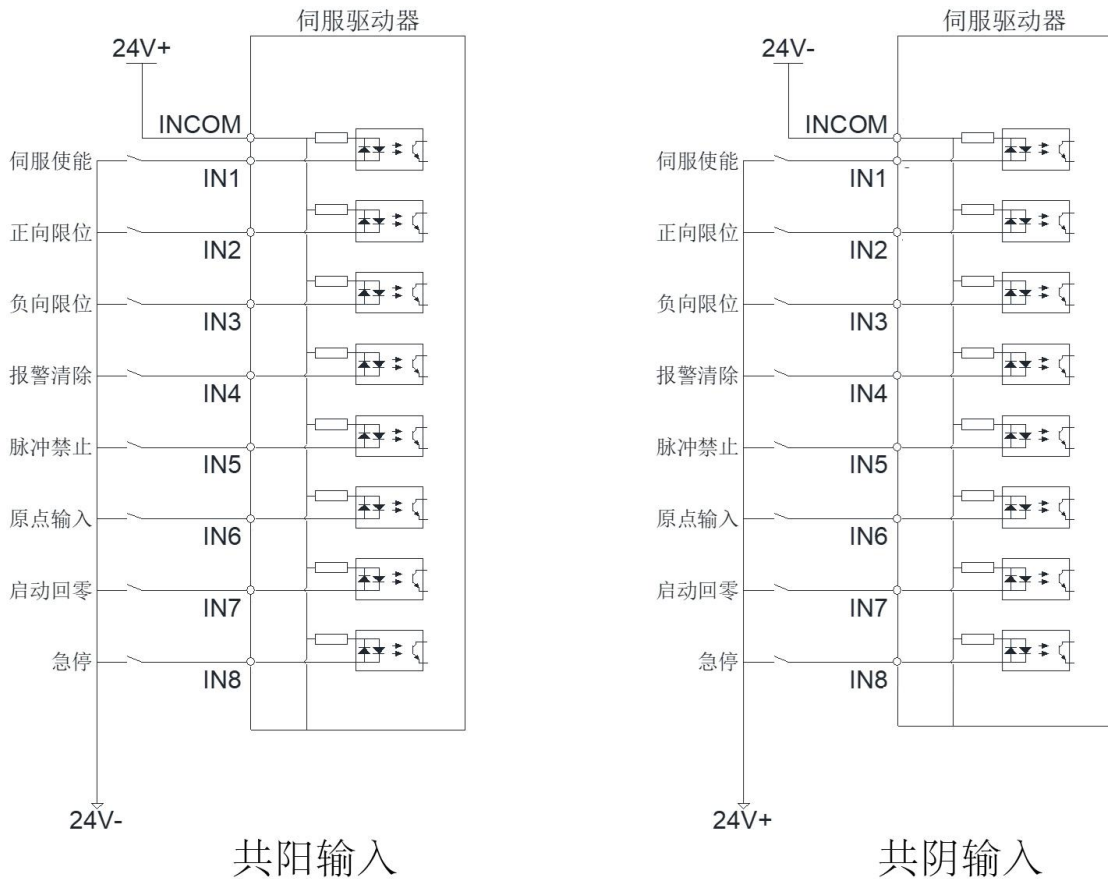 伺服驱动器
24V+
INCOM
伺服使能
IN1
正向限位
IN2
负向限位
IN3
报警清除
IN4
脉冲禁止
IN5
原点输入
IN6
启动回零
IN7
急停
IN8
24V-
共阳输入
伺服驱动器
24V-
INCOM
伺服使能
IN1
正向限位
IN2
负向限位
IN3
报警清除
IN4
脉冲禁止
IN5
原点输入
IN6
启动回零
IN7
急停
IN8
24V+
共阴输入